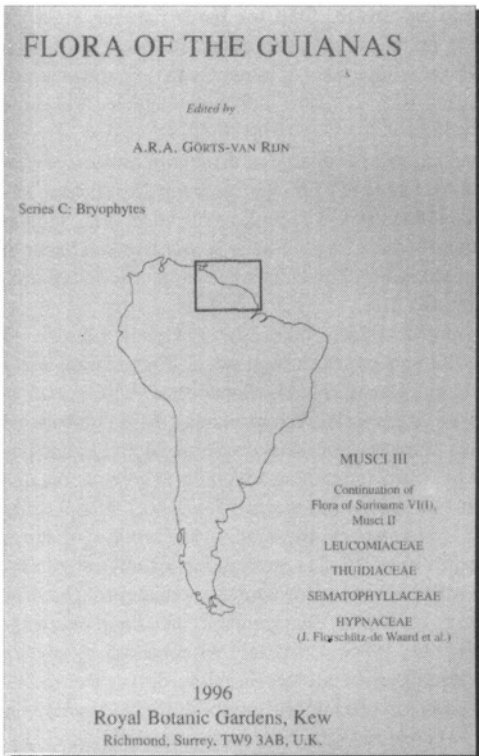 FLORA OF THE GUIANAS
Edited by
A.R.A. GÖRTS-VAN RIJN
Series C: Bryophytes
MUSCI III
Continuation of
Flora of Suriname VI(I),
Musci II
LEUCOMIACEAE
THUIDIACEAE
SEMATOPHYLLACEAE
HYPNACEAE
(J. Florschütz-de Waard et al.)
1996
Royal Botanic Gardens, Kew
Richmond, Surrey, TW9 3AB, U.K.